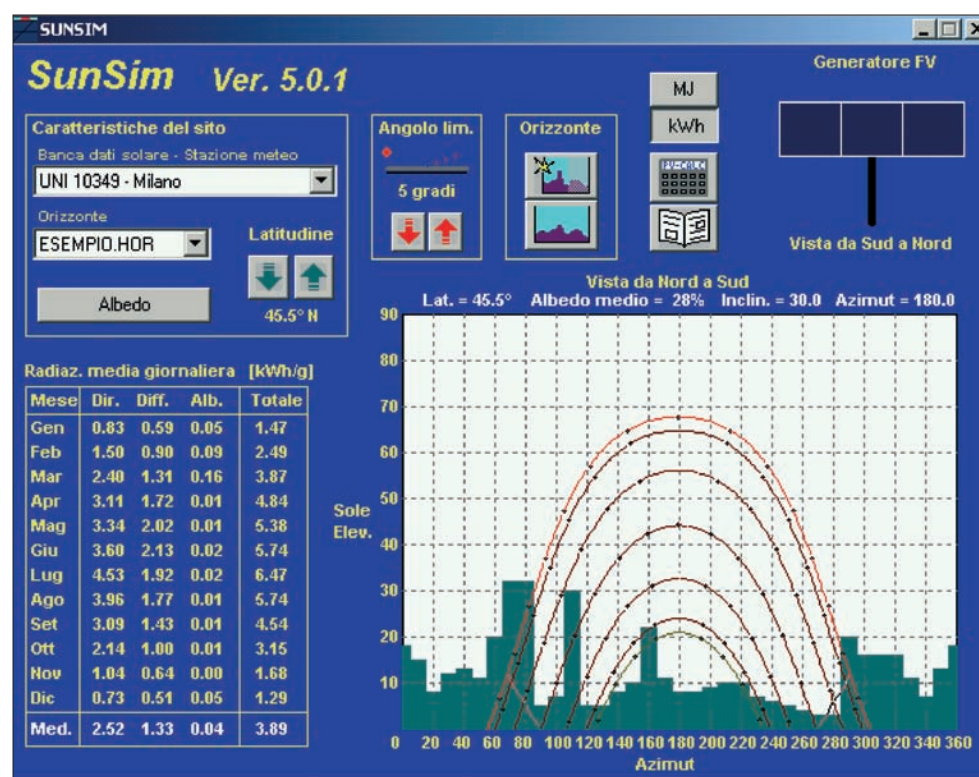 SUNSIM
SunSim Ver. 5.0.1
Caratteristiche del sito
Banca dati solare - Stazione meteo
UNI 10349 - Milano
Orizzonte
ESEMPIO.HOR
Latitudine
Albedo
45.5° N
Angolo lim.
5 gradi
Orizzonte
MJ
kWh
FV-CALC
Generatore FV
Vista da Sud a Nord
Radiaz. media giornaliera [kWh/g]
Mese Dir. Diff. Alb. Totale
Gen 0.83 0.59 0.05 1.47
Feb 1.50 0.90 0.09 2.49
Mar 2.40 1.31 0.16 3.87
Apr 3.11 1.72 0.01 4.84
Mag 3.34 2.02 0.01 5.38
Giu 3.60 2.13 0.02 5.74
Lug 4.53 1.92 0.02 6.47
Ago 3.96 1.77 0.01 5.74
Set 3.09 1.43 0.01 4.54
Ott 2.14 1.00 0.01 3.15
Nov 1.04 0.64 0.00 1.68
Dic 0.73 0.51 0.05 1.29
Med. 2.52 1.33 0.04 3.89
Vista da Nord a Sud
Lat. = 45.5° Albedo medio = 28% Inclin. = 30.0 Azimut = 180.0
90
80
70
60
50
40
30
20
10
Sole
Elev.
0 20 40 60 80 100 120 140 160 180 200 220 240 260 280 300 320 340 360
Azimut